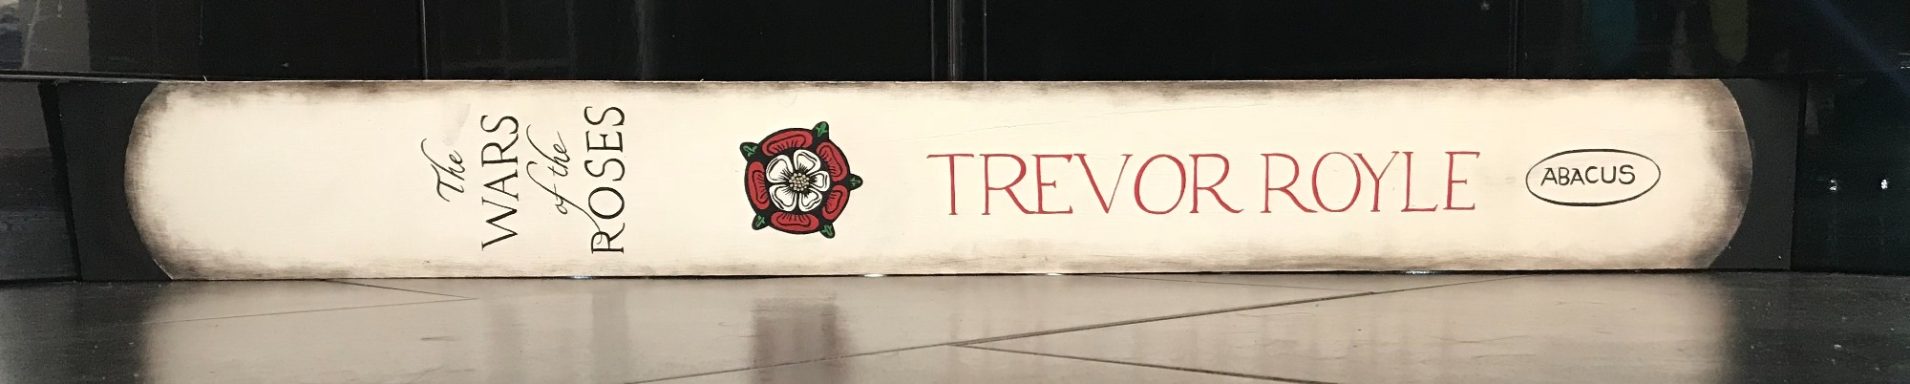 The
WARS
of the
ROSES
TREVOR ROYLE
ABACUS